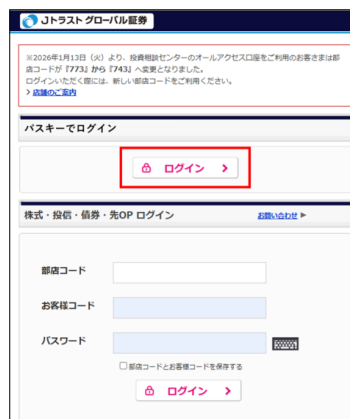 Jトラスト グローバル証券
※2026年1月13日（火）より、投資相談センターのオールアクセス口座をご利用のお客さまは部
店コードが『773』から『743』へ変更となりました。
ログインいただく際には、新しい部店コードをご利用ください。
> 店舗のご案内
パスキーでログイン
ログイン
株式・投信・債券・先OP ログイン
お問い合わせ
部店コード
お客様コード
パスワード
部店コードとお客様コードを保存する
ログイン